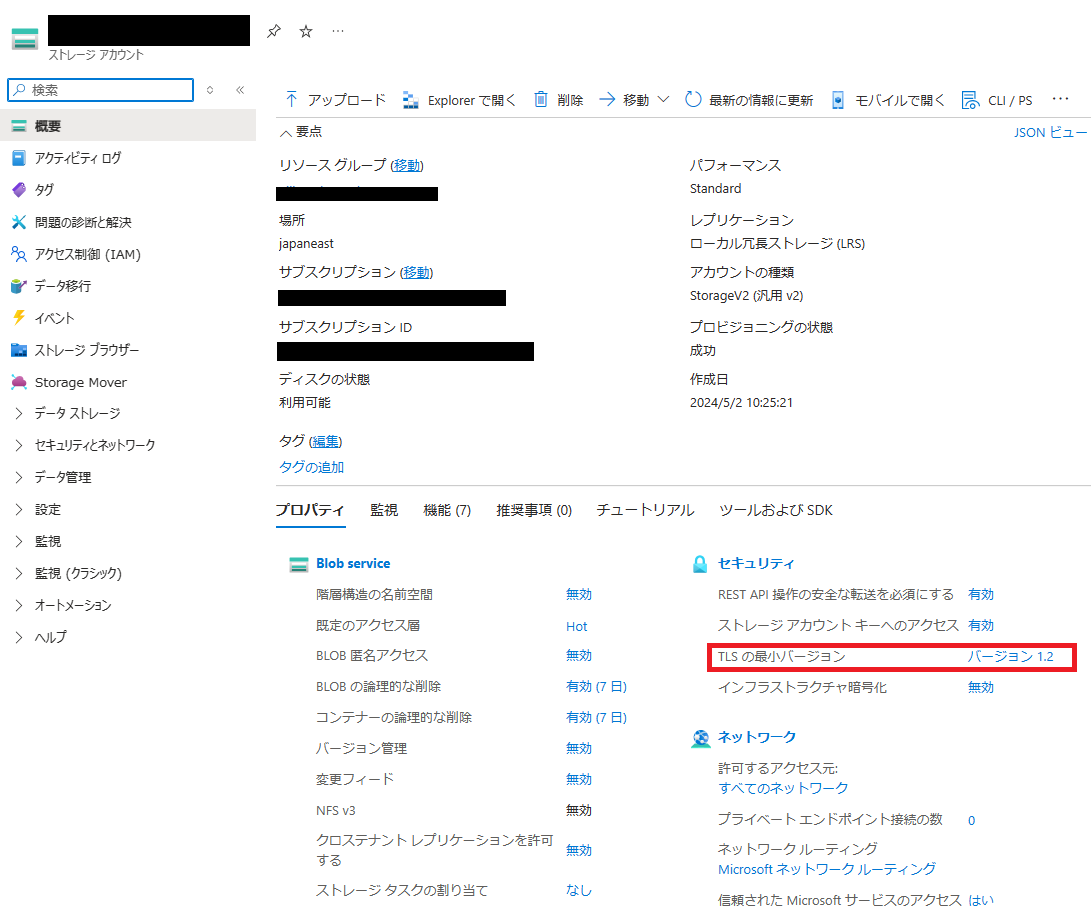 ストレージ アカウント
検索
概要
アクティビティ ログ
タグ
問題の診断と解決
アクセス制御 (IAM)
データ移行
イベント
ストレージ ブラウザー
Storage Mover
データ ストレージ
セキュリティとネットワーク
データ管理
設定
監視
監視 (クラシック)
オートメーション
ヘルプ
アップロード Explorer で開く 削除 移動 最新の情報に更新 モバイルで開く CLI / PS
要点 JSON ビュー
リソース グループ (移動)
場所
japaneast
サブスクリプション (移動)
サブスクリプション ID
ディスクの状態
利用可能
パフォーマンス
Standard
レプリケーション
ローカル冗長ストレージ (LRS)
アカウントの種類
StorageV2 (汎用 v2)
プロビジョニングの状態
成功
作成日
2024/5/2 10:25:21
タグ (編集)
タグの追加
プロパティ 監視 機能 (7) 推奨事項 (0) チュートリアル ツールおよび SDK
Blob service
階層構造の名前空間 無効
既定のアクセス層 Hot
BLOB 匿名アクセス 無効
BLOB の論理的な削除 有効 (7 日)
コンテナーの論理的な削除 有効 (7 日)
バージョン管理 無効
変更フィード 無効
NFS v3 無効
クロステナント レプリケーションを許可
する 無効
ストレージ タスクの割り当て なし
セキュリティ
REST API 操作の安全な転送を必須にする 有効
ストレージ アカウント キーへのアクセス 有効
TLS の最小バージョン バージョン 1.2
インフラストラクチャ暗号化 無効
ネットワーク
許可するアクセス元:
すべてのネットワーク
プライベート エンドポイント接続の数 0
ネットワーク ルーティング
Microsoft ネットワーク ルーティング
信頼された Microsoft サービスのアクセス はい